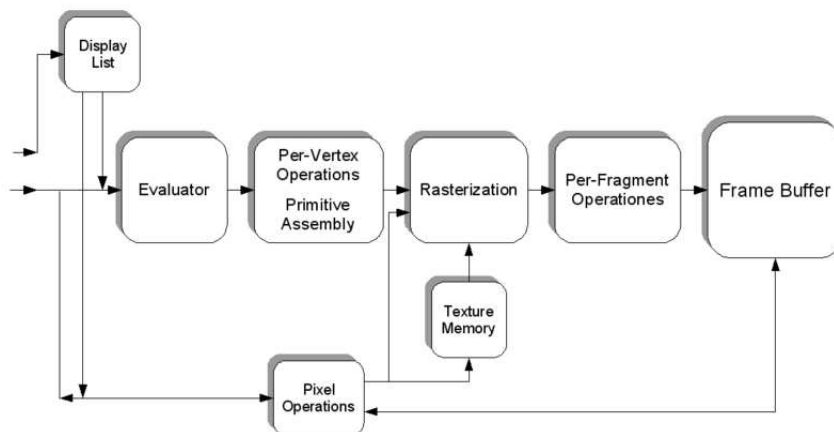 Display
List
Evaluator
Per-Vertex
Operations
Primitive
Assembly
Rasterization
Per-Fragment
Operationes
Frame Buffer
Texture
Memory
Pixel
Operations